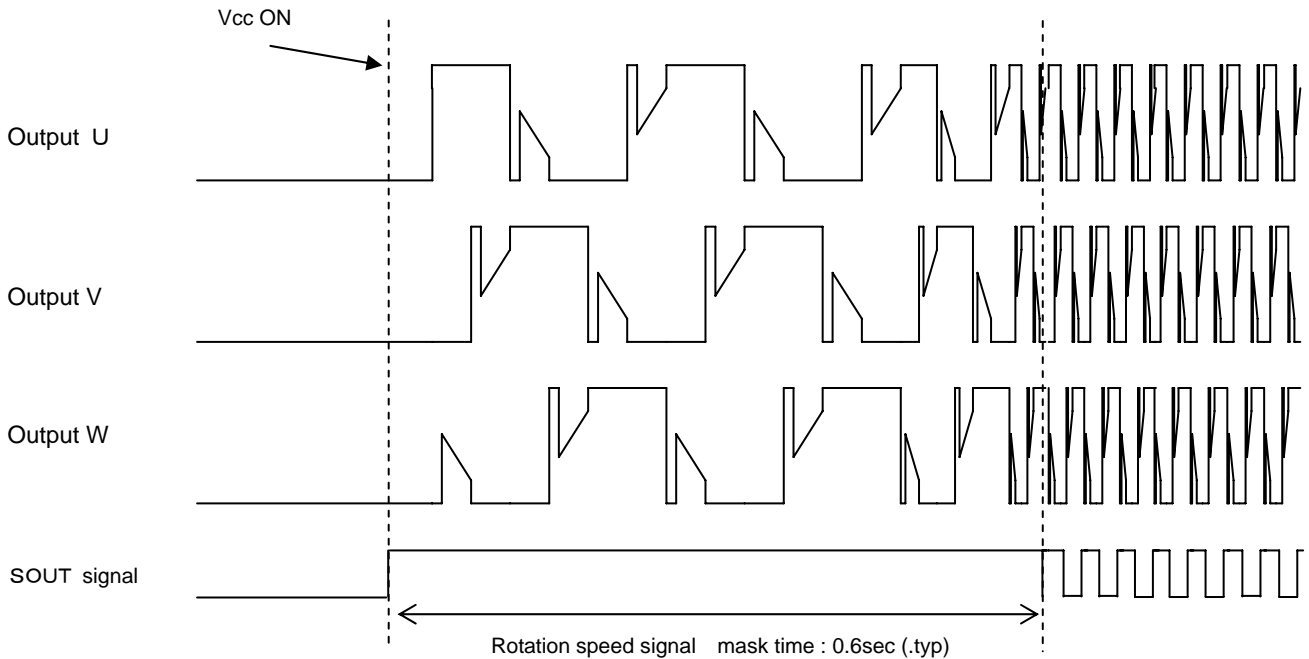 Vcc ON
Output U
Output V
Output W
SOUT signal
Rotation speed signal mask time : 0.6sec (.typ)